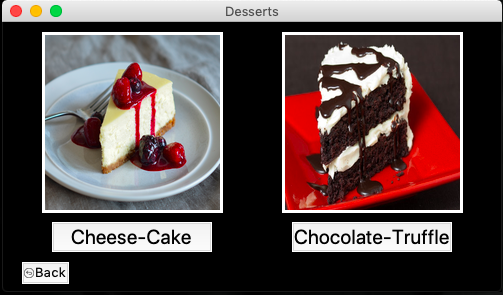 Desserts
Cheese-Cake
Chocolate-Truffle
Back